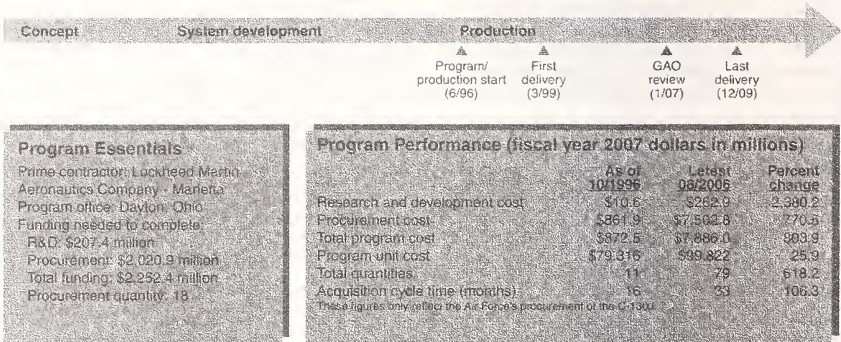 Concept System development Production
Program/ First GAO Last
production start delivery review delivery
(6/96) (3/99) (1/07) (12/09)
Program Essentials
Prime contractor: Lockheed Martin
Aeronautics Company - Marietta
Program office: Dayton, Ohio
Funding needed to complete:
R&D: $207.4 million
Procurement: $2,020.9 million
Total funding: $2,252.4 million
Procurement quantity: 18
Program Performance (fiscal year 2007 dollars in millions)
As of Latest Percent
10/1996 08/2006 change
Research and development cost $10.6 $262.9 2,380.2
Procurement cost $861.9 $7,502.8 770.5
Total program cost $872.5 $7,886.0 803.9
Program unit cost $79.316 $99.822 25.9
Total quantities 11 79 618.2
Acquisition cycle time (months) 16 33 106.3
These figures only reflect the Air Force's procurement of the C-130J.